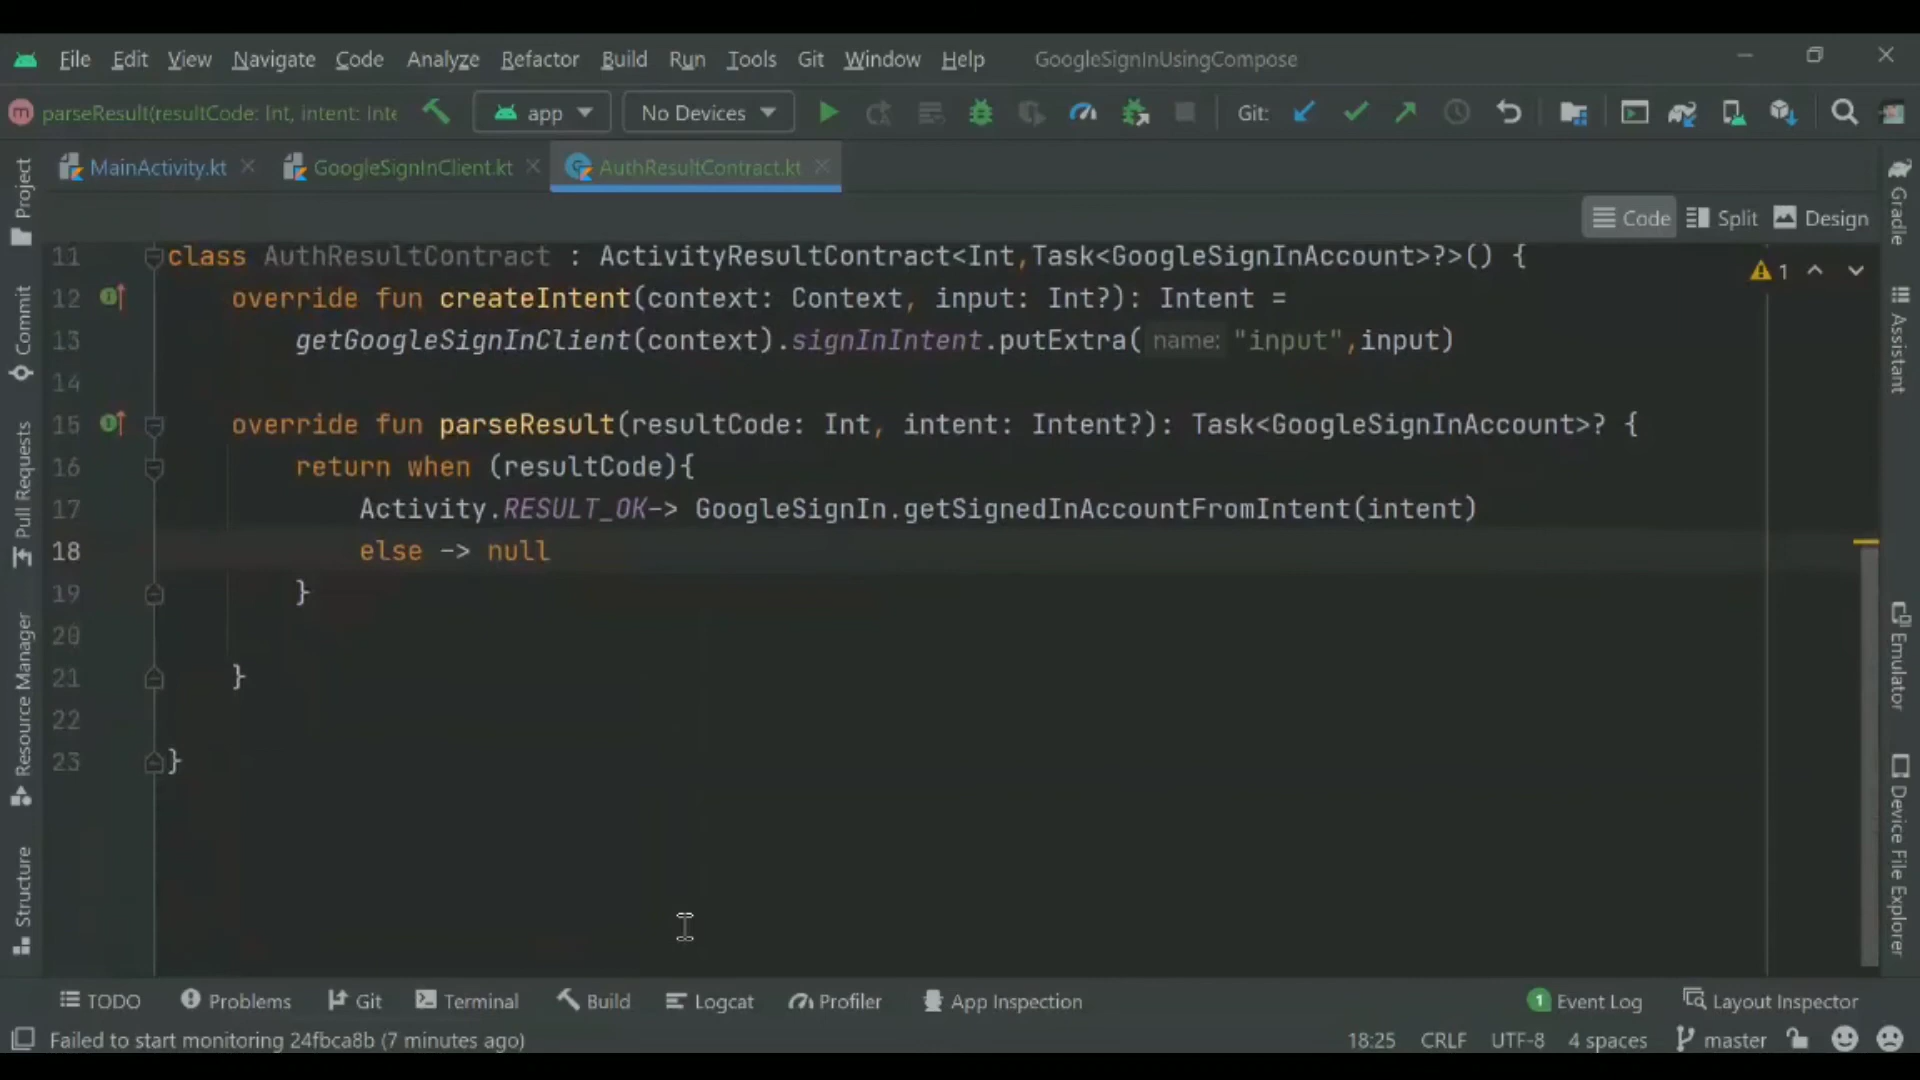 File Edit View Navigate Code Analyze Refactor Build Run Tools Git Window Help GoogleSignInUsingCompose
parseResult(resultCode: Int, intent: Inte app No Devices Git:
MainActivity.kt GoogleSignInClient.kt AuthResultContract.kt
Code Split Design
11 class AuthResultContract : ActivityResultContract<Int,Task<GoogleSignInAccount>?>() {
1
12 override fun createIntent(context: Context, input: Int?): Intent =
13 getGoogleSignInClient(context).signInIntent.putExtra( name: "input",input)
14
15 override fun parseResult(resultCode: Int, intent: Intent?): Task<GoogleSignInAccount>? {
16 return when (resultCode){
17 Activity.RESULT_OK-> GoogleSignIn.getSignedInAccountFromIntent(intent)
18 else -> null
19 }
20
21 }
22
23 }
Project
Commit
Pull Requests
Resource Manager
Structure
Gradle
Assistant
Emulator
Device File Explorer
TODO Problems Git Terminal Build Logcat Profiler App Inspection 1 Event Log Layout Inspector
Failed to start monitoring 24fbca8b (7 minutes ago) 18:25 CRLF UTF-8 4 spaces master